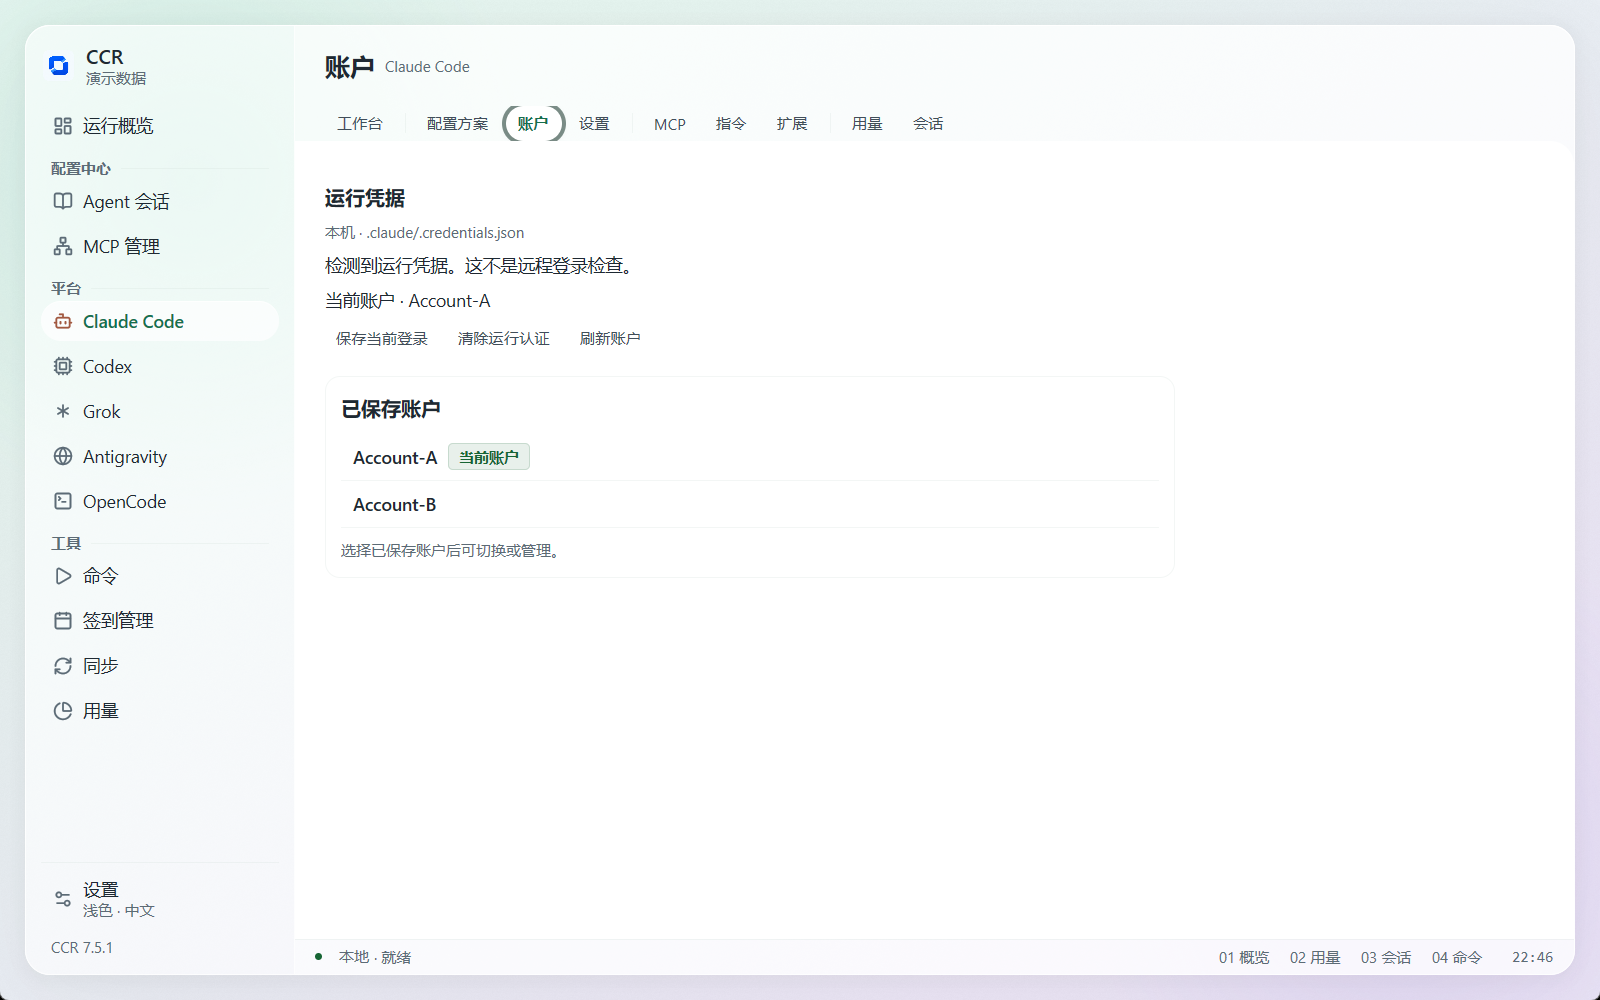 CCR
演示数据
运行概览
配置中心
Agent 会话
MCP 管理
平台
Claude Code
Codex
Grok
Antigravity
OpenCode
工具
命令
签到管理
同步
用量
设置
浅色 · 中文
CCR 7.5.1
账户 Claude Code
工作台 配置方案 账户 设置 MCP 指令 扩展 用量 会话
运行凭据
本机 · .claude/.credentials.json
检测到运行凭据。这不是远程登录检查。
当前账户 · Account-A
保存当前登录 清除运行认证 刷新账户
已保存账户
Account-A 当前账户
Account-B
选择已保存账户后可切换或管理。
本地 · 就绪 01 概览 02 用量 03 会话 04 命令 22:46